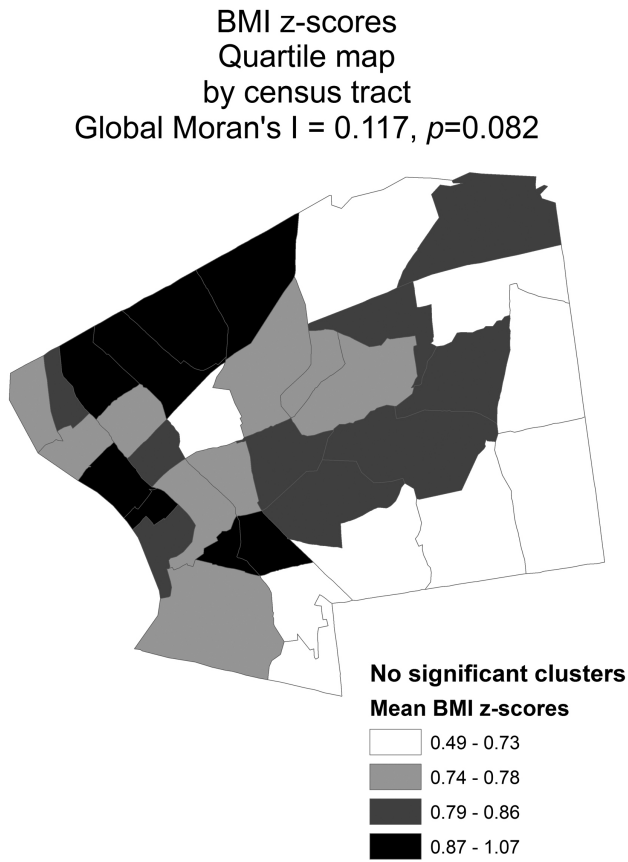 BMI z-scores
Quartile map
by census tract
Global Moran's I = 0.117, p=0.082
No significant clusters
Mean BMI z-scores
0.49 - 0.73
0.74 - 0.78
0.79 - 0.86
0.87 - 1.07